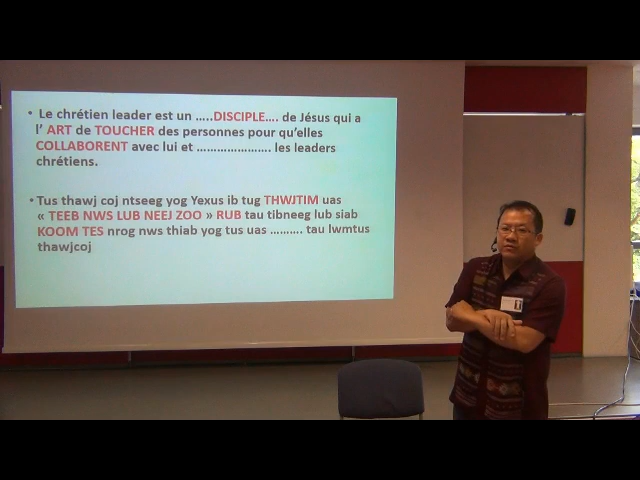 • Le chrétien leader est un …..DISCIPLE…. de Jésus qui a
l’ ART de TOUCHER des personnes pour qu’elles
COLLABORENT avec lui et …………………. les leaders
chrétiens.
• Tus thawj coj ntseeg yog Yexus ib tug THWJTIM uas
« TEEB NWS LUB NEEJ ZOO » RUB tau tibneeg lub siab
KOOM TES nrog nws thiab yog tus uas ………. tau lwmtus
thawjcoj